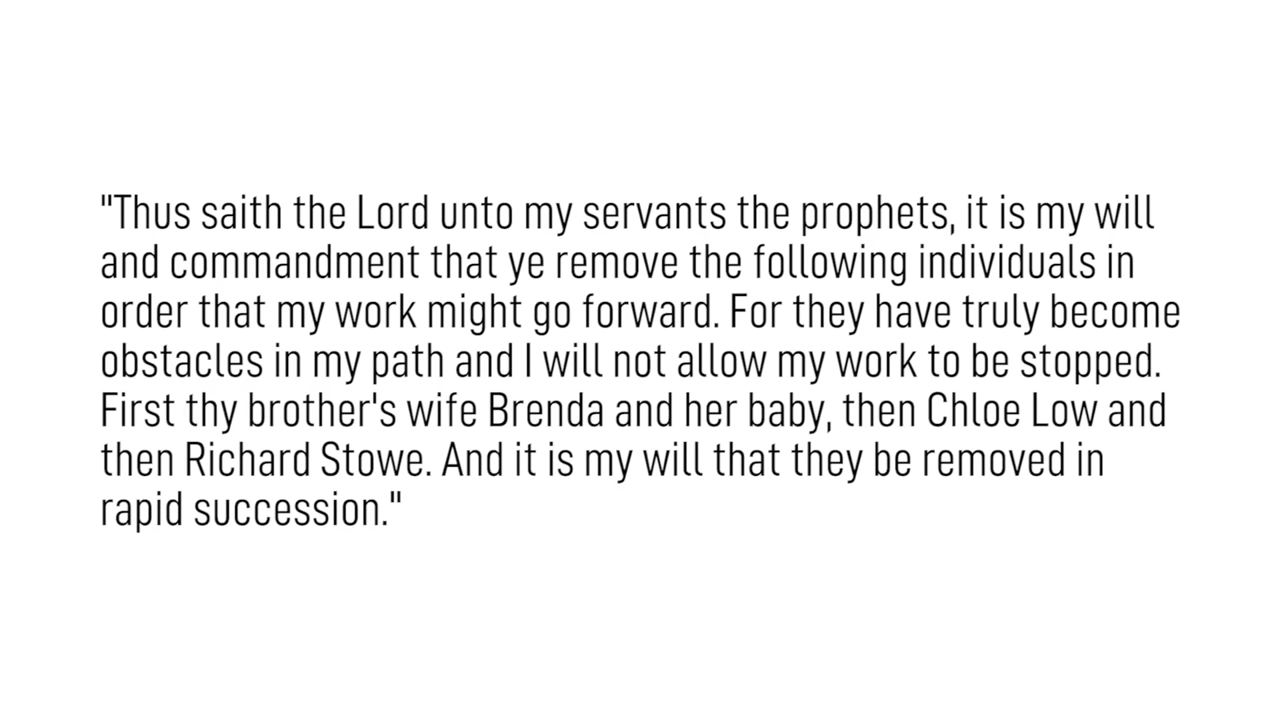 "Thus saith the Lord unto my servants the prophets, it is my will
and commandment that ye remove the following individuals in
order that my work might go forward. For they have truly become
obstacles in my path and I will not allow my work to be stopped.
First thy brother's wife Brenda and her baby, then Chloe Low and
then Richard Stowe. And it is my will that they be removed in
rapid succession."